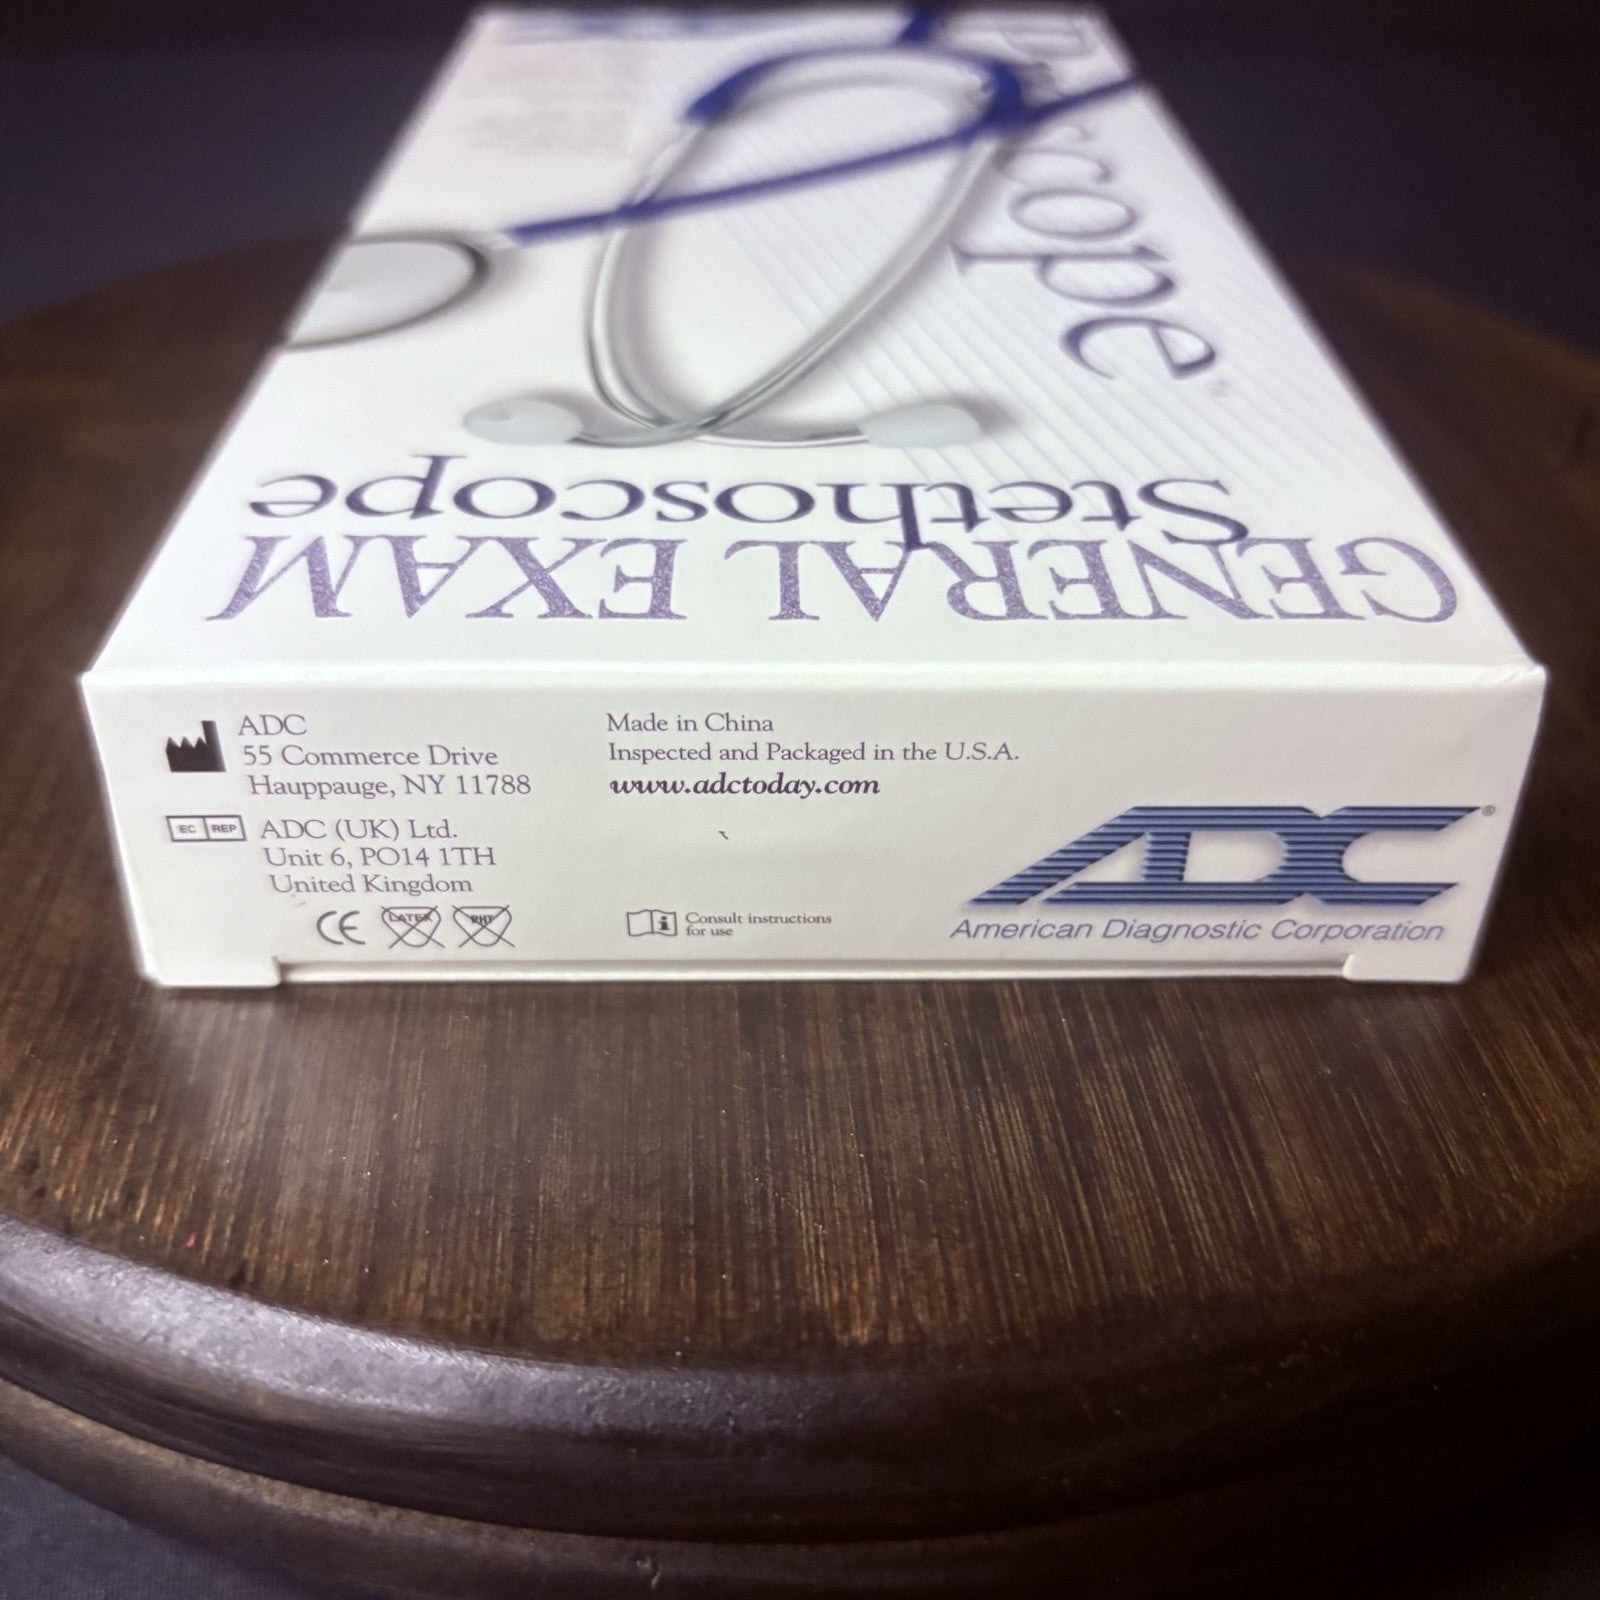 scope™
GENERAL EXAM
Stethoscope
ADC
55 Commerce Drive
Hauppauge, NY 11788
EC REP
ADC (UK) Ltd.
Unit 6, PO14 1TH
United Kingdom
CE LATEX PHT
Made in China
Inspected and Packaged in the U.S.A.
www.adctoday.com
Consult instructions
for use
ADC®
American Diagnostic Corporation